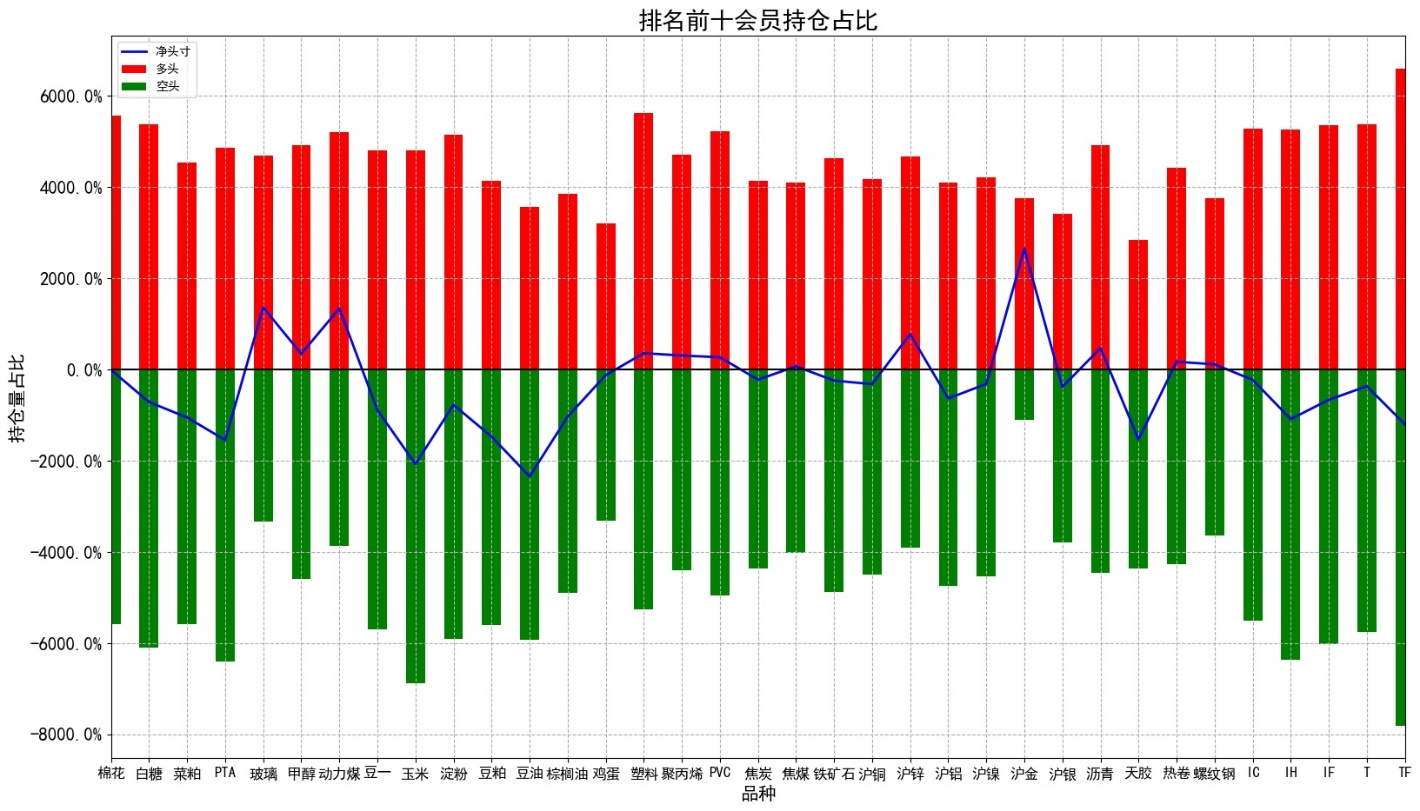 排名前十会员持仓占比
净头寸
多头
空头
6000.0%
4000.0%
2000.0%
0.0%
-2000.0%
-4000.0%
-6000.0%
-8000.0%
持仓量占比
棉花 白糖 菜粕 PTA 玻璃 甲醇 动力煤 豆一 玉米 淀粉 豆粕 豆油 棕榈油 鸡蛋 塑料 聚丙烯 PVC 焦炭 焦煤 铁矿石 沪铜 沪锌 沪铝 沪镍 沪金 沪银 沥青 天胶 热卷 螺纹钢 IC IH IF T TF
品种